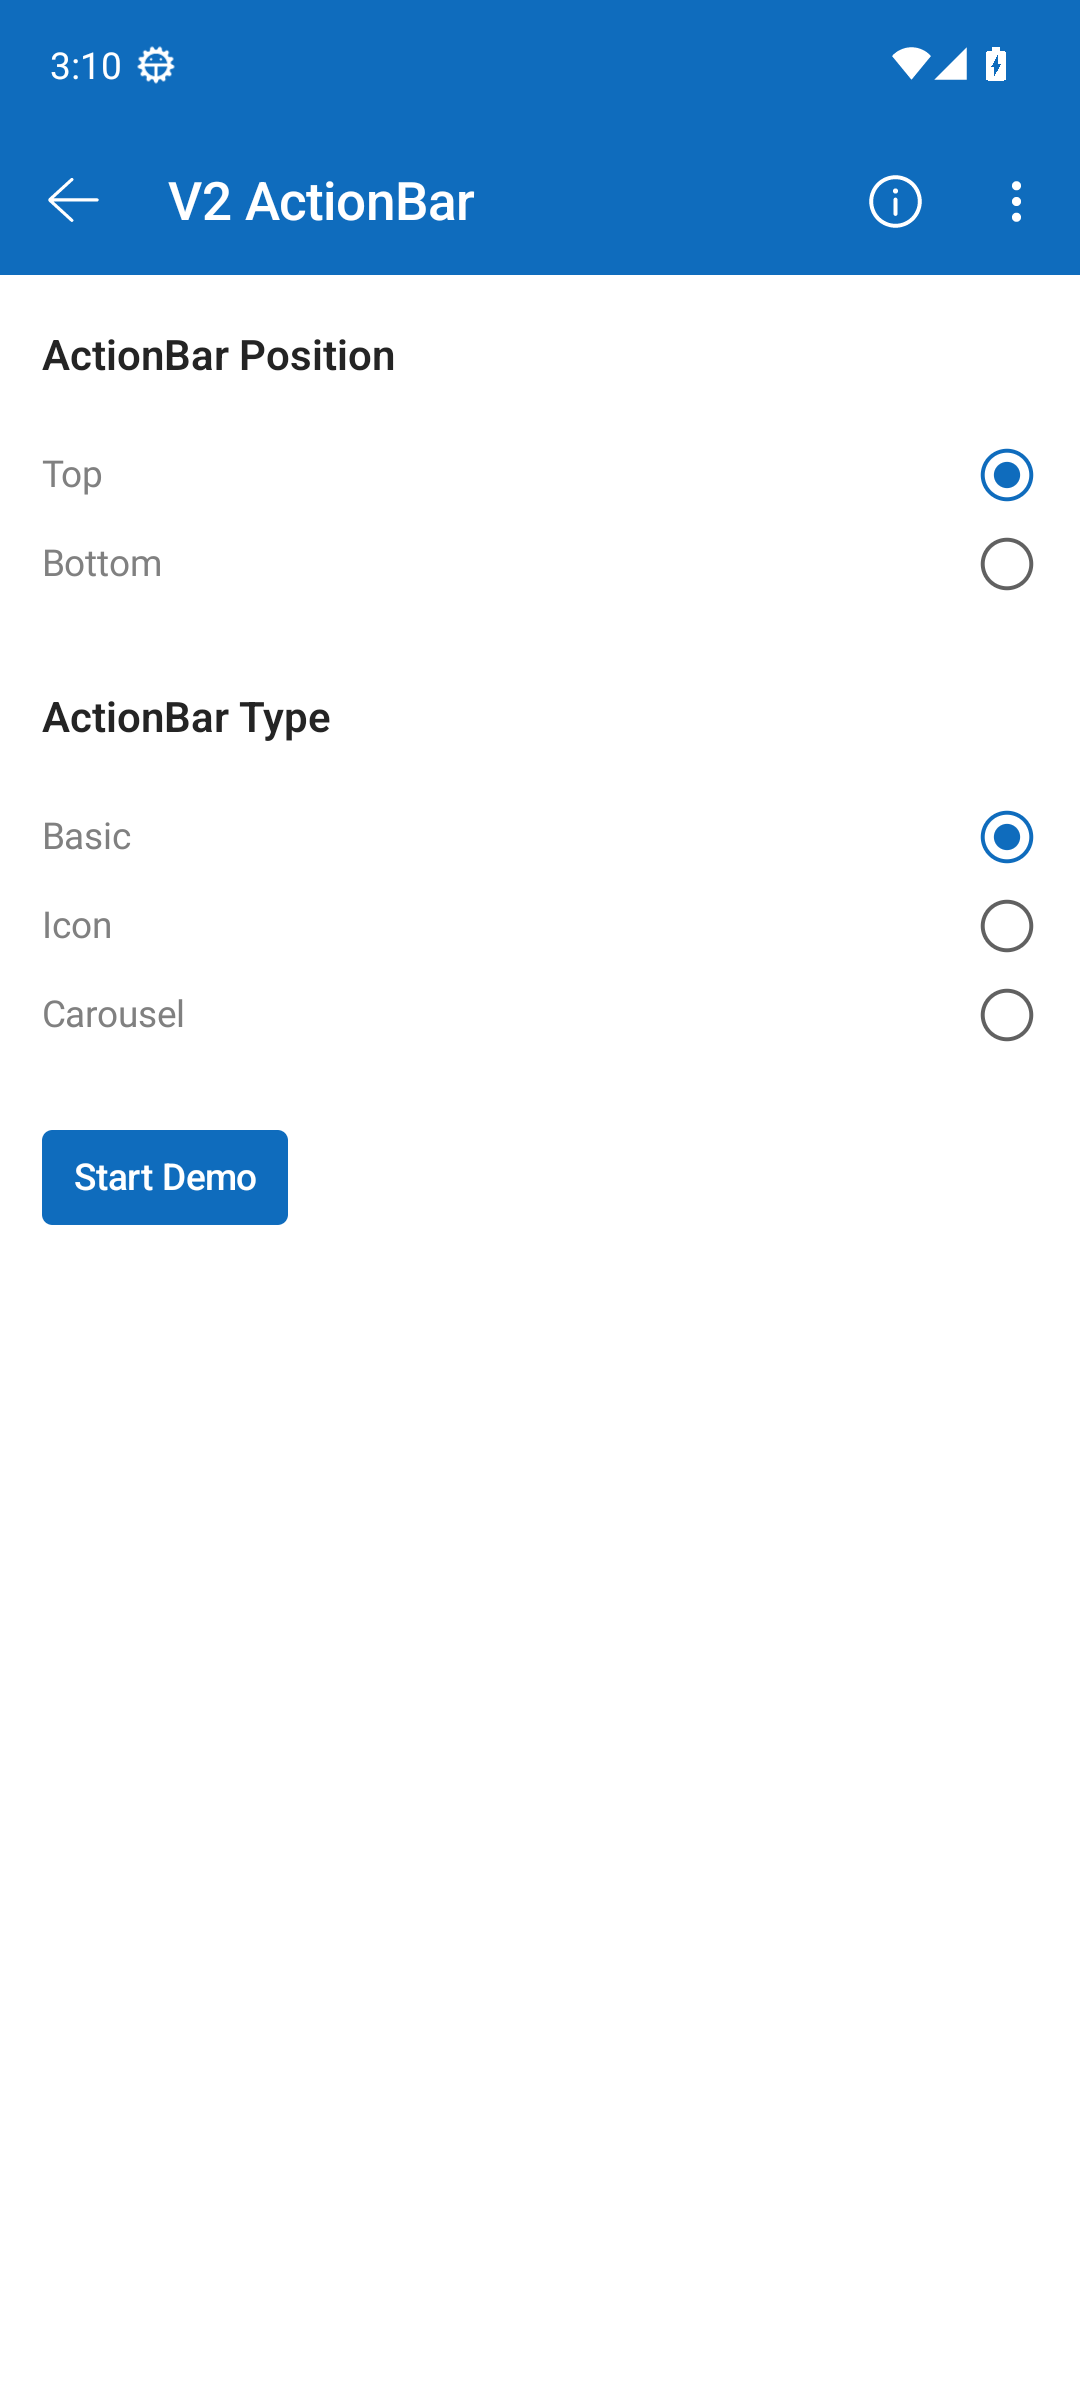 3:10
V2 ActionBar
ActionBar Position
Top
Bottom
ActionBar Type
Basic
Icon
Carousel
Start Demo